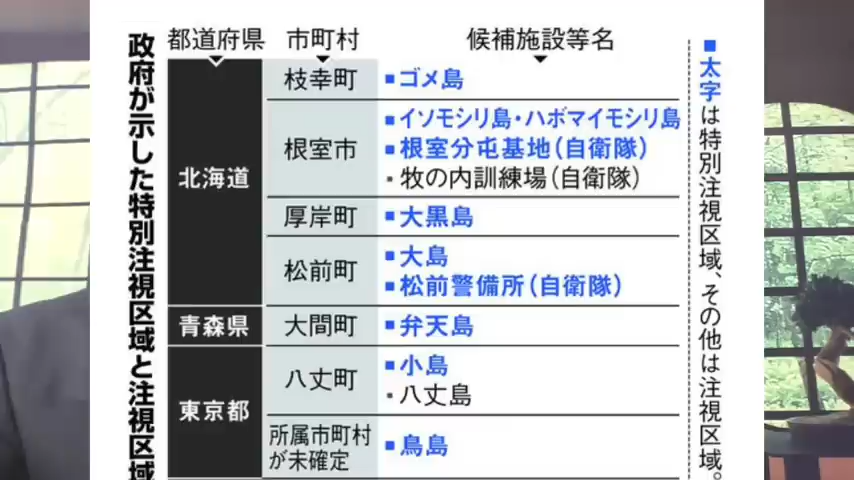 政府が示した特別注視区域と注視区域
都道府県 市町村 候補施設等名
北海道
枝幸町
■ゴメ島
根室市
■イソモシリ島・ハボマイモシリ島
■根室分屯基地(自衛隊)
▪牧の内訓練場(自衛隊)
厚岸町
■大黒島
松前町
■大島
■松前警備所(自衛隊)
青森県
大間町
■弁天島
東京都
八丈町
■小島
▪八丈島
所属市町村
が未確定
■鳥島
■太字は特別注視区域、その他は注視区域。